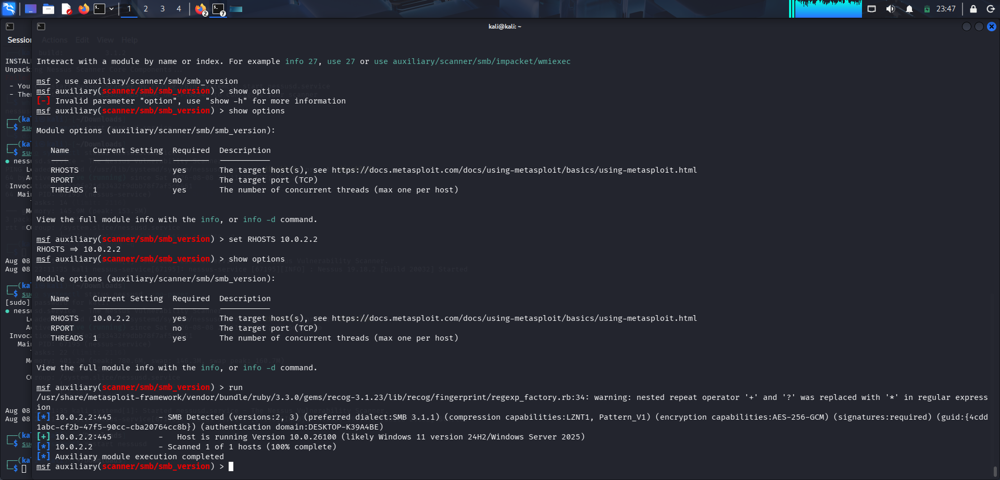 1 2 3 4 2 7 23:47
kali@kali: ~
Session Actions Edit View Help
Interact with a module by name or index. For example info 27, use 27 or use auxiliary/scanner/smb/impacket/wmiexec
msf > use auxiliary/scanner/smb/smb_version
msf auxiliary(scanner/smb/smb_version) > show option
[-] Invalid parameter "option", use "show -h" for more information
msf auxiliary(scanner/smb/smb_version) > show options
Module options (auxiliary/scanner/smb/smb_version):
Name Current Setting Required Description
RHOSTS yes The target host(s), see https://docs.metasploit.com/docs/using-metasploit/basics/using-metasploit.html
RPORT no The target port (TCP)
THREADS 1 yes The number of concurrent threads (max one per host)
View the full module info with the info, or info -d command.
msf auxiliary(scanner/smb/smb_version) > set RHOSTS 10.0.2.2
RHOSTS => 10.0.2.2
msf auxiliary(scanner/smb/smb_version) > show options
Module options (auxiliary/scanner/smb/smb_version):
Name Current Setting Required Description
RHOSTS 10.0.2.2 yes The target host(s), see https://docs.metasploit.com/docs/using-metasploit/basics/using-metasploit.html
RPORT no The target port (TCP)
THREADS 1 yes The number of concurrent threads (max one per host)
View the full module info with the info, or info -d command.
msf auxiliary(scanner/smb/smb_version) > run
/usr/share/metasploit-framework/vendor/bundle/ruby/3.3.0/gems/recog-3.1.23/lib/recog/fingerprint/regexp_factory.rb:34: warning: nested repeat operator '+' and '?' was replaced with '*' in regular express
ion
[*] 10.0.2.2:445 - SMB Detected (versions:2, 3) (preferred dialect:SMB 3.1.1) (compression capabilities:LZNT1, Pattern_V1) (encryption capabilities:AES-256-GCM) (signatures:required) (guid:{4cdd
1abc-cf2b-47f5-90cc-cba20764cc8b}) (authentication domain:DESKTOP-K39A4BE)
[+] 10.0.2.2:445 - Host is running Version 10.0.26100 (likely Windows 11 version 24H2/Windows Server 2025)
[*] 10.0.2.2 - Scanned 1 of 1 hosts (100% complete)
[*] Auxiliary module execution completed
msf auxiliary(scanner/smb/smb_version) >